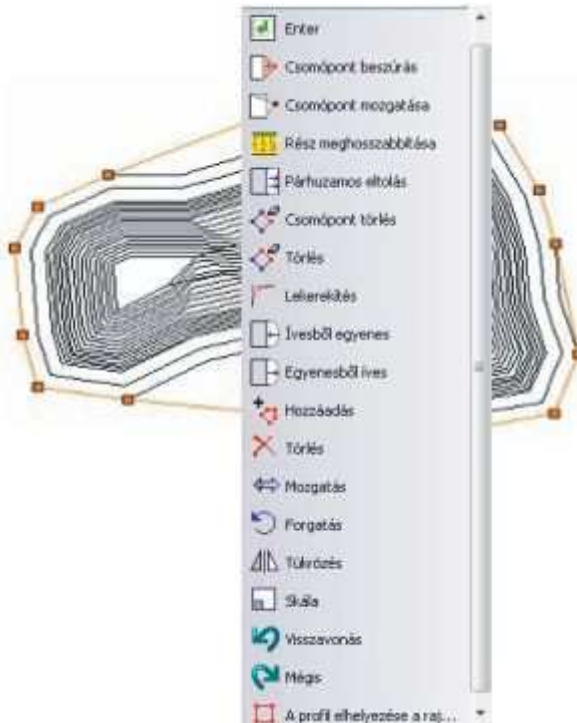 Enter
Csomópont beszúrás
Csomópont mozgatása
Rész meghosszabbítása
Párhuzamos eltolás
Csomópont törlés
Törlés
Lekerekítés
Ívesből egyenes
Egyenesből íves
Hozzáadás
Törlés
Mozgatás
Forgatás
Tükrözés
Skála
Visszavonás
Mégis
A profil elhelyezése a raj...